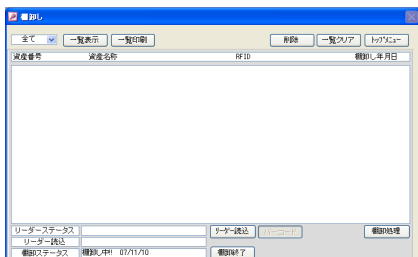 棚卸し
全て 一覧表示 一覧印刷 削除 一覧クリア トップメニュー
資産番号 資産名称 RFID 棚卸し年月日
リーダーステータス リーダー読込 バーコード 棚卸処理
リーダー読込
棚卸ステータス 棚卸し中!! 07/11/10 棚卸終了